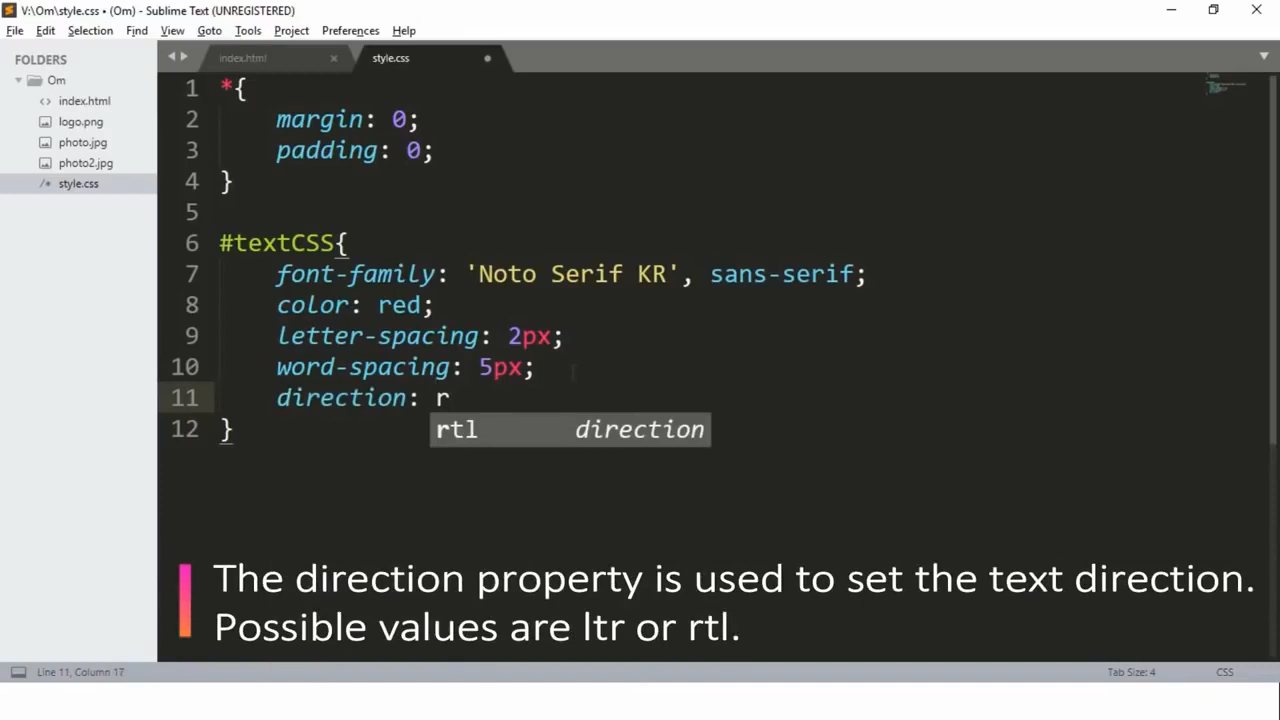 V:\Om\style.css • (Om) - Sublime Text (UNREGISTERED)
File Edit Selection Find View Goto Tools Project Preferences Help
FOLDERS
Om
index.html
logo.png
photo.jpg
photo2.jpg
style.css
index.html
style.css
1 *{
2 margin: 0;
3 padding: 0;
4 }
5
6 #textCSS{
7 font-family: 'Noto Serif KR', sans-serif;
8 color: red;
9 letter-spacing: 2px;
10 word-spacing: 5px;
11 direction: r
rtl direction
12 }
The direction property is used to set the text direction.
Possible values are ltr or rtl.
Line 11, Column 17
Tab Size: 4
CSS